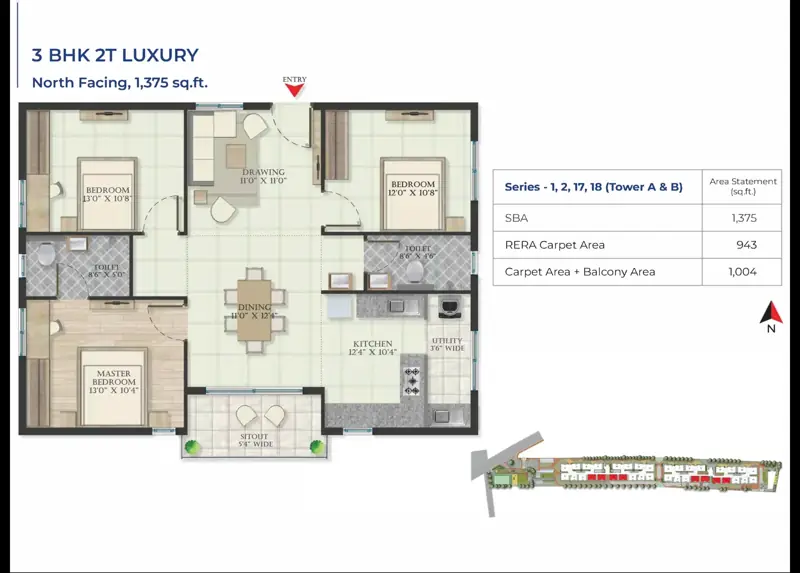 3 BHK 2T LUXURY
North Facing, 1,375 sq.ft.
ENTRY
DRAWING
11'0" X 11'0"
BEDROOM
13'0" X 10'8"
BEDROOM
12'0" X 10'8"
TOILET
8'6" X 5'0"
TOILET
8'6" X 4'6"
DINING
11'0" X 12'4"
KITCHEN
12'4" X 10'4"
UTILITY
3'6" WIDE
MASTER
BEDROOM
13'0" X 10'4"
SITOUT
5'4" WIDE
Series - 1, 2, 17, 18 (Tower A & B)
Area Statement
(sq.ft.)
SBA
1,375
RERA Carpet Area
943
Carpet Area + Balcony Area
1,004
N